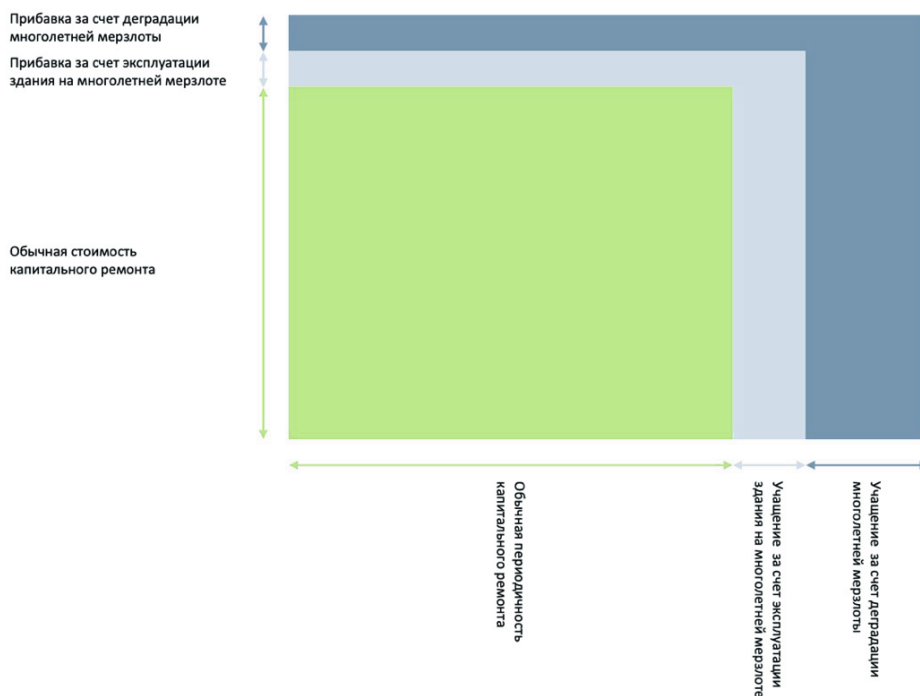 Прибавка за счет деградации
многолетней мерзлоты
Прибавка за счет эксплуатации
здания на многолетней мерзлоте
Обычная стоимость
капитального ремонта
Обычная периодичность
капитального ремонта
Учащение за счет эксплуатации
здания на многолетней мерзлоте
Учащение за счет деградации
многолетней мерзлоты